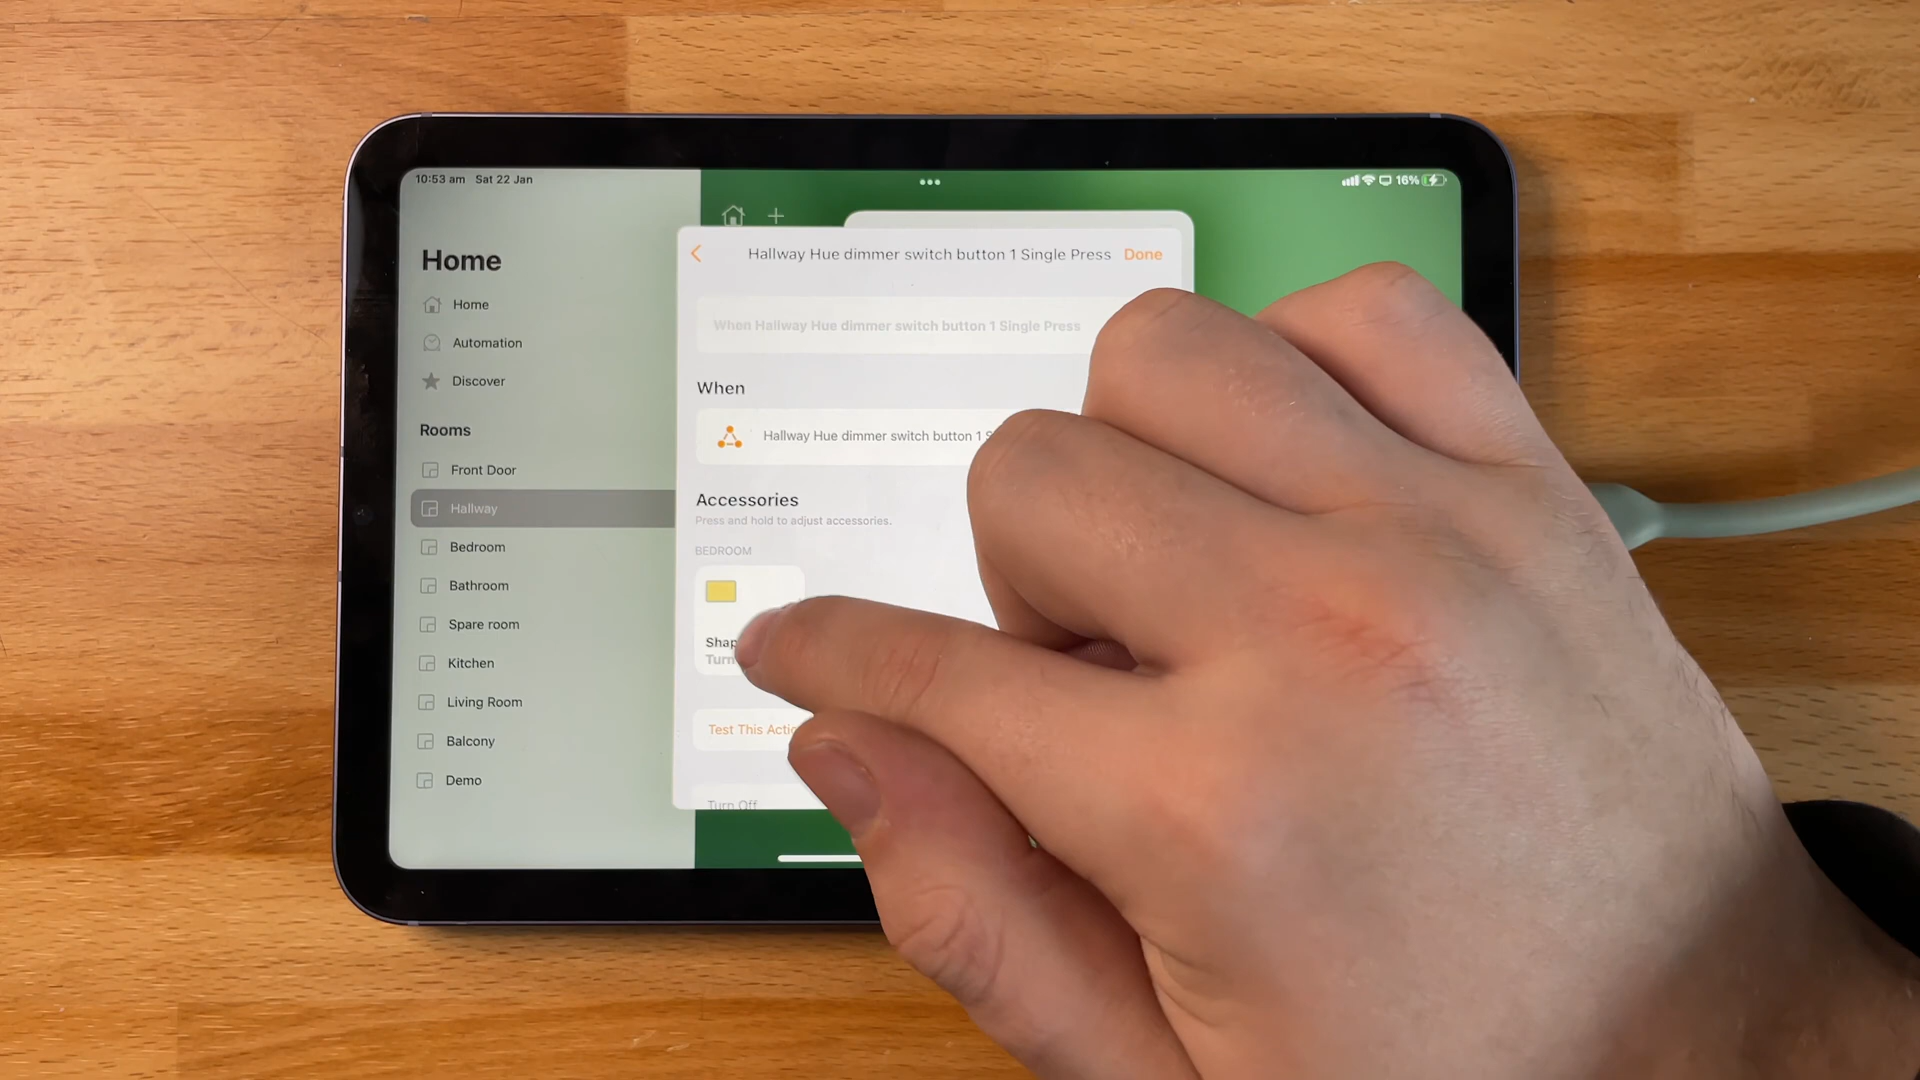 10:53 am Sat 22 Jan
16%
Home
Home
Automation
Discover
Rooms
Front Door
Hallway
Bedroom
Bathroom
Spare room
Kitchen
Living Room
Balcony
Demo
Hallway Hue dimmer switch button 1 Single Press Done
When Hallway Hue dimmer switch button 1 Single Press
When
Hallway Hue dimmer switch button 1 S
Accessories
Press and hold to adjust accessories.
BEDROOM
Shap
Turn
Test This Actio
Turn Off